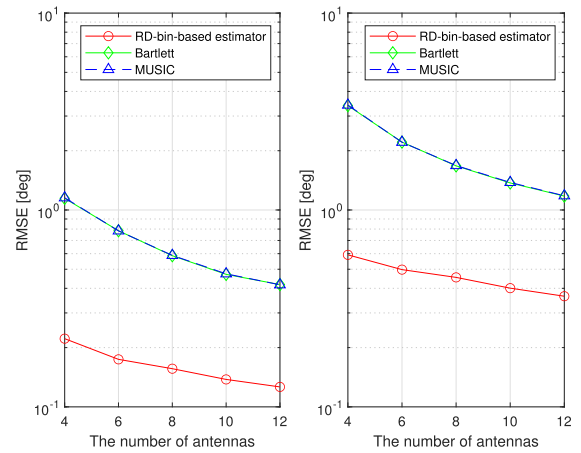 10^1
RD-bin-based estimator
Bartlett
MUSIC
RMSE [deg]
10^0
10^-1
4 6 8 10 12
The number of antennas
10^1
RD-bin-based estimator
Bartlett
MUSIC
RMSE [deg]
10^0
10^-1
4 6 8 10 12
The number of antennas